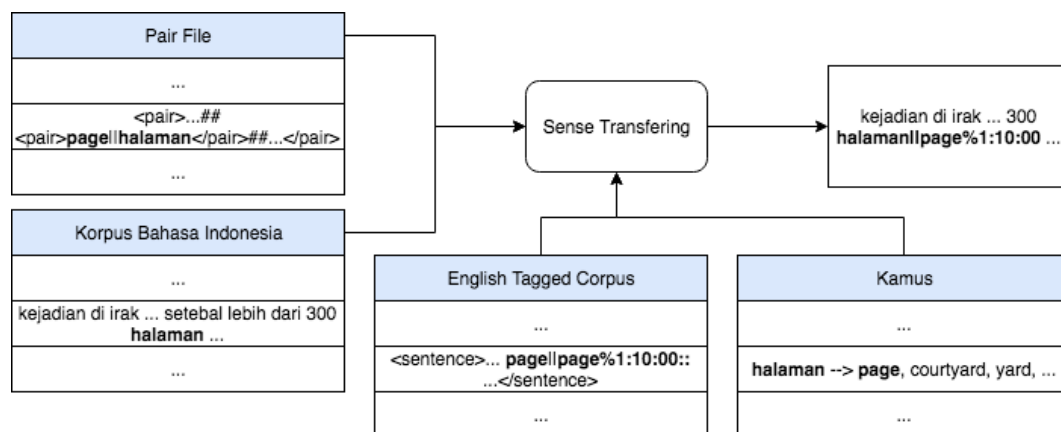 Pair File
...
<pair>...##
<pair>page||halaman</pair>##...</pair>
...
Korpus Bahasa Indonesia
...
kejadian di irak ... setebal lebih dari 300
halaman ...
...
Sense Transfering
kejadian di irak ... 300
halaman||page%1:10:00 ...
English Tagged Corpus
...
<sentence>... page||page%1:10:00::
...</sentence>
...
Kamus
...
halaman --> page, courtyard, yard, ...
...